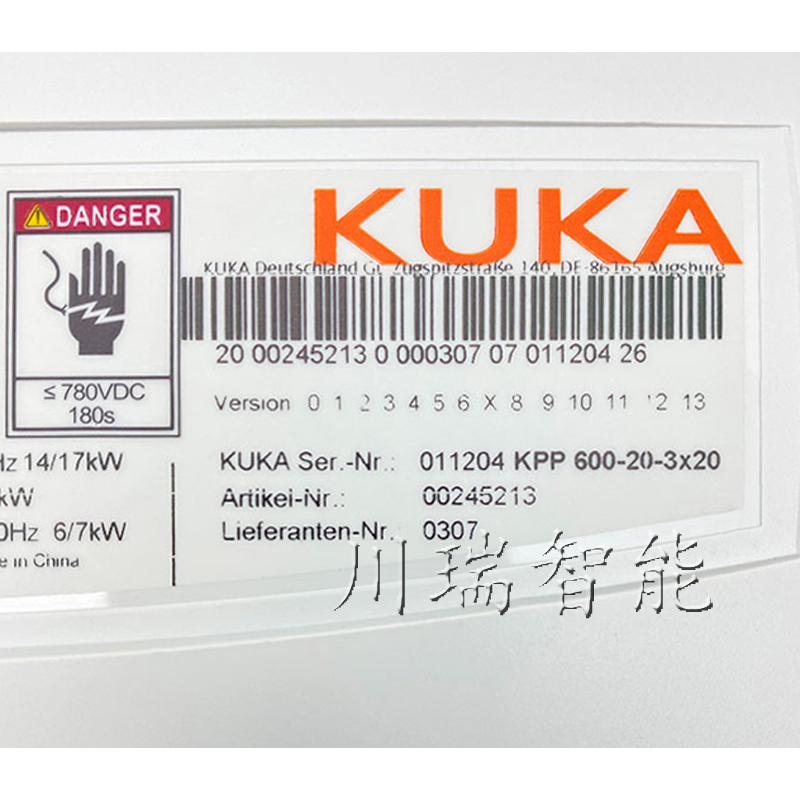 DANGER
≤ 780VDC
180s
KUKA
KUKA Deutschland G Zugspitzstraße 140, DE-86165 Augsburg
20 00245213 0 000307 07 011204 26
Version 0 1 2 3 4 5 6 X 8 9 10 11 12 13
Hz 14/17kW
kW
0Hz 6/7kW
e in China
KUKA Ser.-Nr.: 011204 KPP 600-20-3x20
Artikel-Nr.: 00245213
Lieferanten-Nr.: 0307
川瑞智能